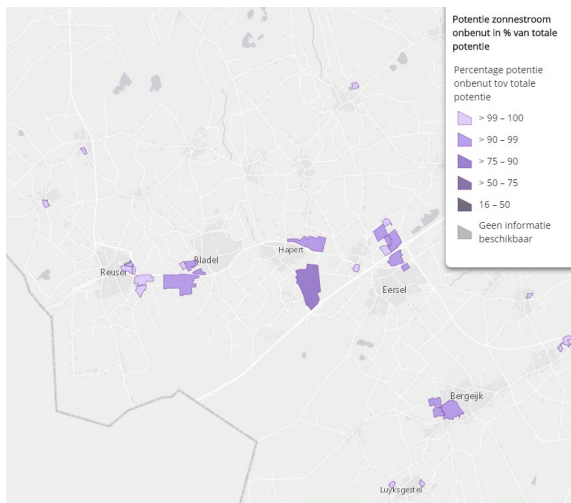 Potentie zonnestroom
onbenut in % van totale
potentie
Percentage potentie
onbenut tov totale
potentie
> 99 – 100
> 90 – 99
> 75 – 90
> 50 – 75
16 – 50
Geen informatie
beschikbaar
Hapert
Bladel
Reusel
Eersel
Bergeijk
Luyksgestel